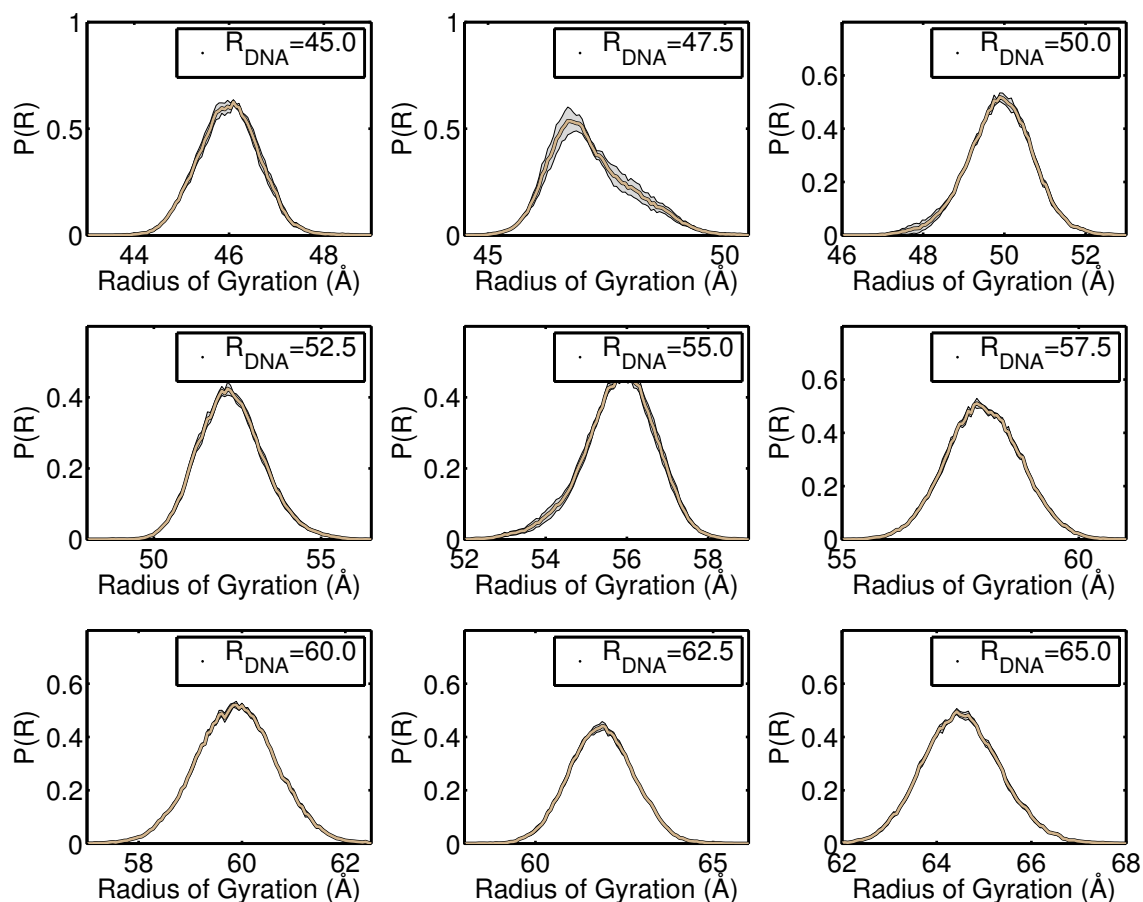 1
0.5
0
P(R)
R_DNA=45.0
44 46 48
Radius of Gyration (Å)
1
0.5
0
P(R)
R_DNA=47.5
45 50
Radius of Gyration (Å)
0.6
0.4
0.2
0
P(R)
R_DNA=50.0
46 48 50 52
Radius of Gyration (Å)
0.4
0.2
0
P(R)
R_DNA=52.5
50 55
Radius of Gyration (Å)
0.4
0.2
0
P(R)
R_DNA=55.0
52 54 56 58
Radius of Gyration (Å)
0.6
0.4
0.2
0
P(R)
R_DNA=57.5
55 60
Radius of Gyration (Å)
0.6
0.4
0.2
0
P(R)
R_DNA=60.0
58 60 62
Radius of Gyration (Å)
0.6
0.4
0.2
0
P(R)
R_DNA=62.5
60 65
Radius of Gyration (Å)
0.6
0.4
0.2
0
P(R)
R_DNA=65.0
62 64 66 68
Radius of Gyration (Å)